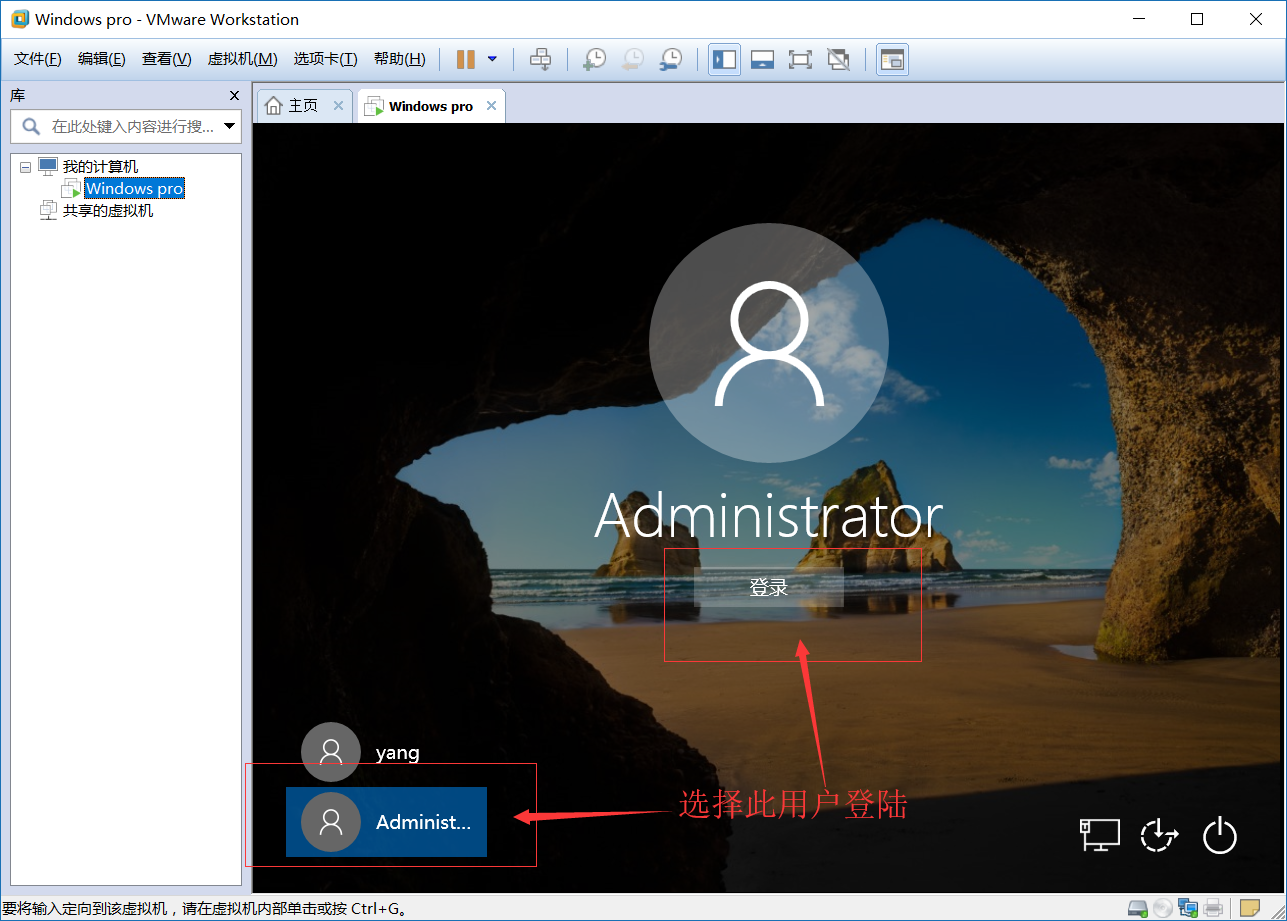 Windows pro - VMware Workstation
文件(F) 编辑(E) 查看(V) 虚拟机(M) 选项卡(T) 帮助(H)
库
在此处键入内容进行搜...
我的计算机
Windows pro
共享的虚拟机
主页
Windows pro
Administrator
登录
yang
Administ...
选择此用户登陆
要将输入定向到该虚拟机，请在虚拟机内部单击或按 Ctrl+G。